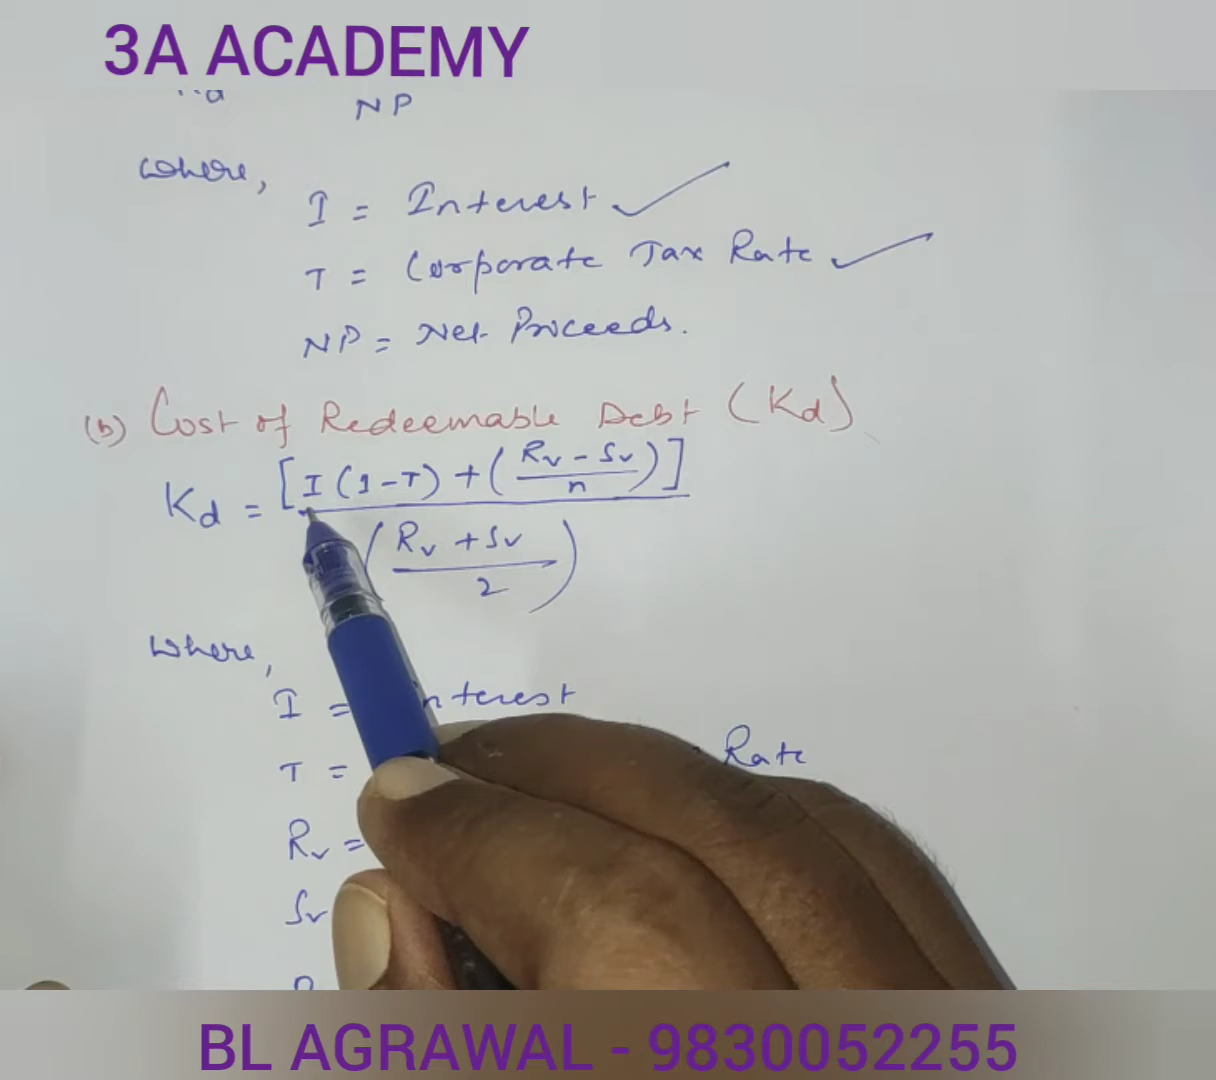 3A ACADEMY
NP
where,
I = Interest
T = Corporate Tax Rate
NP = Net Proceeds.
(b) Cost of Redeemable Debt (Kd)
Kd = [I (1-T) + (Rv - Sv / n)] / (Rv + Sv / 2)
where,
I = nterest
T = Rate
Rv =
Sv
BL AGRAWAL - 9830052255